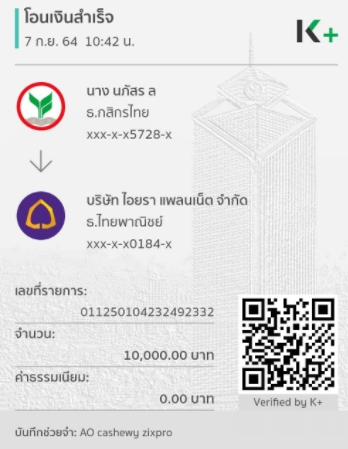 โอนเงินสำเร็จ
7 ก.ย. 64 10:42 น.
K+
นาง นภัสร ล
ธ.กสิกรไทย
xxx-x-x5728-x
บริษัท ไอยรา แพลนเน็ต จำกัด
ธ.ไทยพาณิชย์
xxx-x-x0184-x
เลขที่รายการ:
011250104232492332
จำนวน:
10,000.00 บาท
ค่าธรรมเนียม:
0.00 บาท
Verified by K+
บันทึกช่วยจำ: AO cashewy zixpro